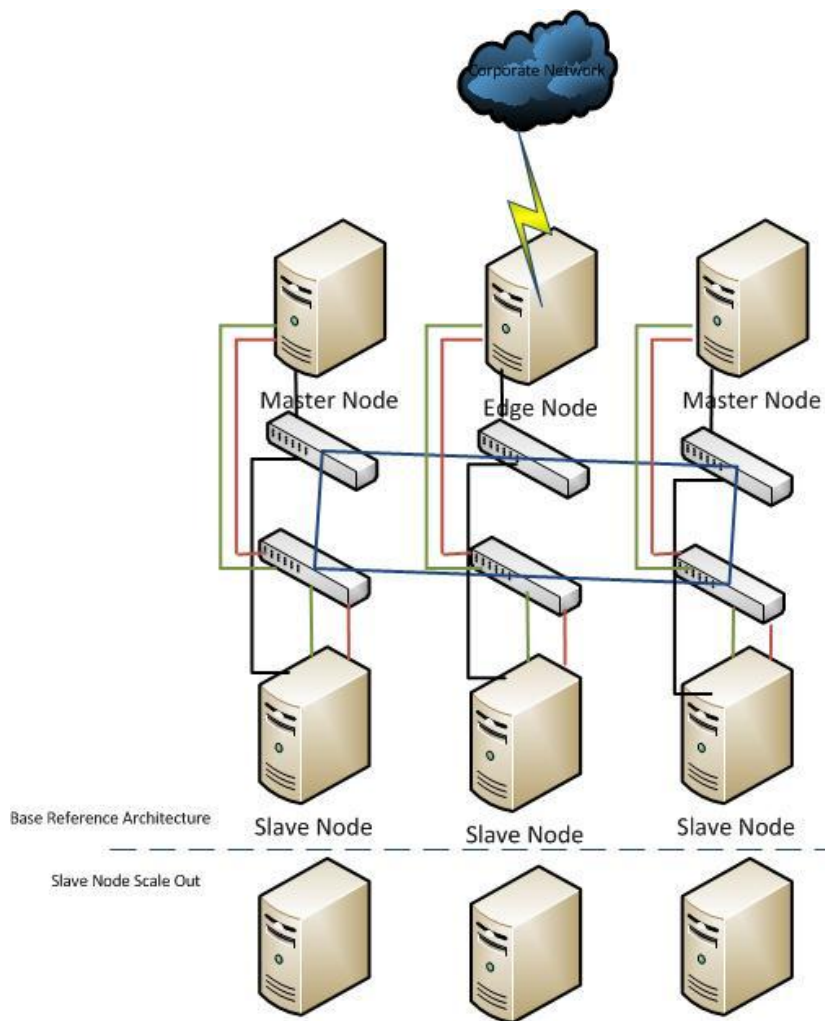 Corporate Network
Master Node
Edge Node
Master Node
Base Reference Architecture
Slave Node
Slave Node
Slave Node
Slave Node Scale Out